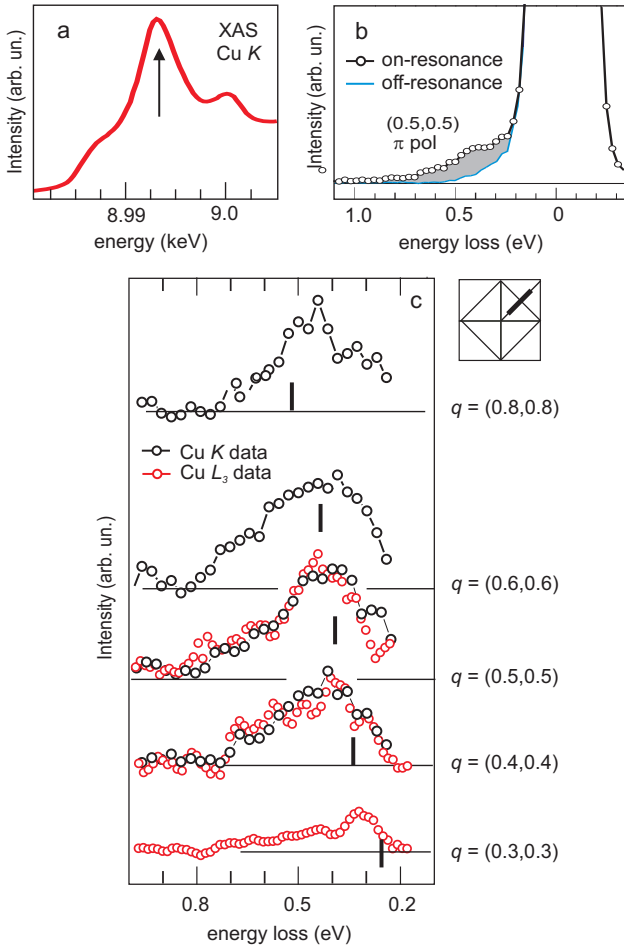 a
XAS
Cu K
Intensity (arb. un.)
8.99
9.0
energy (keV)
b
on-resonance
off-resonance
(0.5,0.5)
π pol
Intensity (arb. un.)
0
1.0
0.5
0
energy loss (eV)
c
q = (0.8,0.8)
Cu K data
Cu L3 data
q = (0.6,0.6)
Intensity (arb. un.)
q = (0.5,0.5)
q = (0.4,0.4)
q = (0.3,0.3)
0.8
0.5
0.2
energy loss (eV)